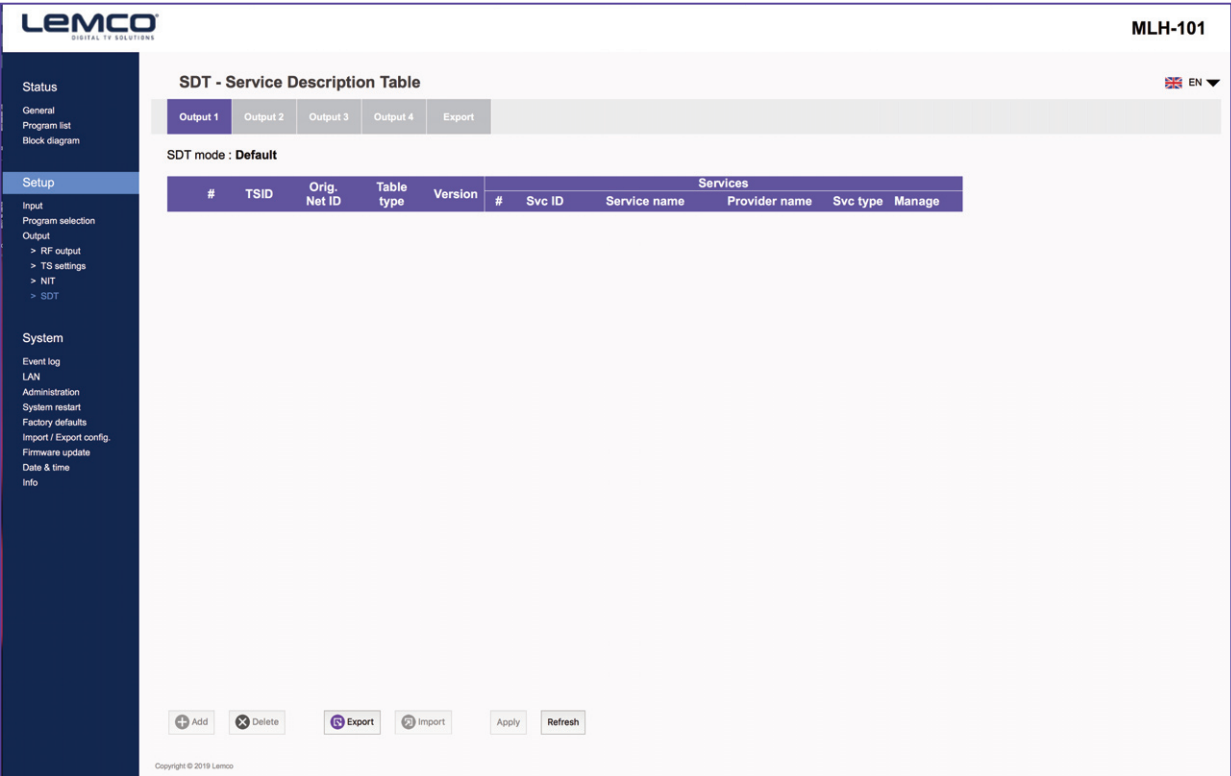 LEMCO
DIGITAL TV SOLUTIONS
MLH-101
Status
General
Program list
Block diagram
Setup
Input
Program selection
Output
> RF output
> TS settings
> NIT
> SDT
System
Event log
LAN
Administration
System restart
Factory defaults
Import / Export config.
Firmware update
Date & time
Info
SDT - Service Description Table
EN
Output 1 Output 2 Output 3 Output 4 Export
SDT mode : Default
# TSID Orig. Net ID Table type Version Services
# Svc ID Service name Provider name Svc type Manage
Add Delete Export Import Apply Refresh
Copyright © 2019 Lemco